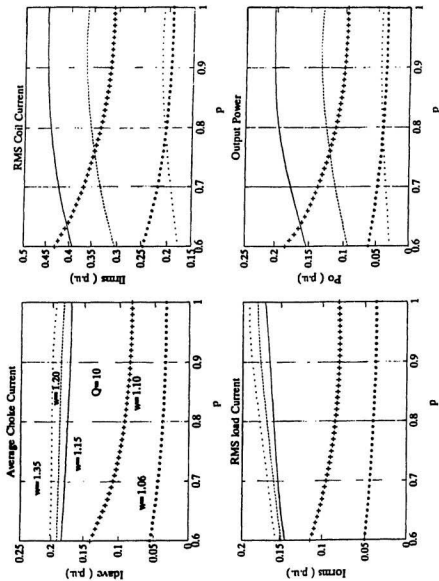 Average Choke Current
Idave ( p.u.)
0.25
0.2
0.15
0.1
0.05
w=1.35
w=1.20
w=1.15
Q=10
w=1.10
w=1.06
0.6
0.7
0.8
0.9
1
d
RMS Coil Current
Ilrms ( p.u.)
0.5
0.45
0.4
0.35
0.3
0.25
0.2
0.15
0.6
0.7
0.8
0.9
1
d
RMS load Current
Iorms ( p.u.)
0.2
0.15
0.1
0.05
0
0.6
0.7
0.8
0.9
1
d
Output Power
Po ( p.u.)
0.25
0.2
0.15
0.1
0.05
0
0.6
0.7
0.8
0.9
1
d